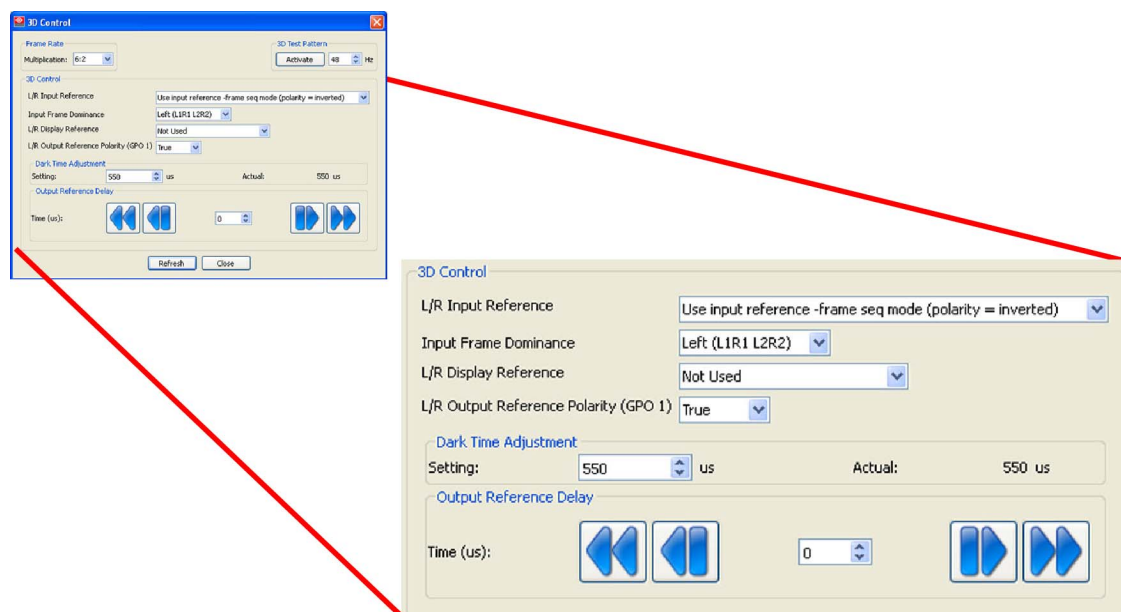 3D Control
Frame Rate
Multiplication: 6:2
3D Test Pattern
Activate 48 Hz
3D Control
L/R Input Reference Use input reference -frame seq mode (polarity = inverted)
Input Frame Dominance Left (L1R1 L2R2)
L/R Display Reference Not Used
L/R Output Reference Polarity (GPO 1) True
Dark Time Adjustment
Setting: 550 us Actual: 550 us
Output Reference Delay
Time (us): 0
Refresh Close
3D Control
L/R Input Reference Use input reference -frame seq mode (polarity = inverted)
Input Frame Dominance Left (L1R1 L2R2)
L/R Display Reference Not Used
L/R Output Reference Polarity (GPO 1) True
Dark Time Adjustment
Setting: 550 us Actual: 550 us
Output Reference Delay
Time (us): 0